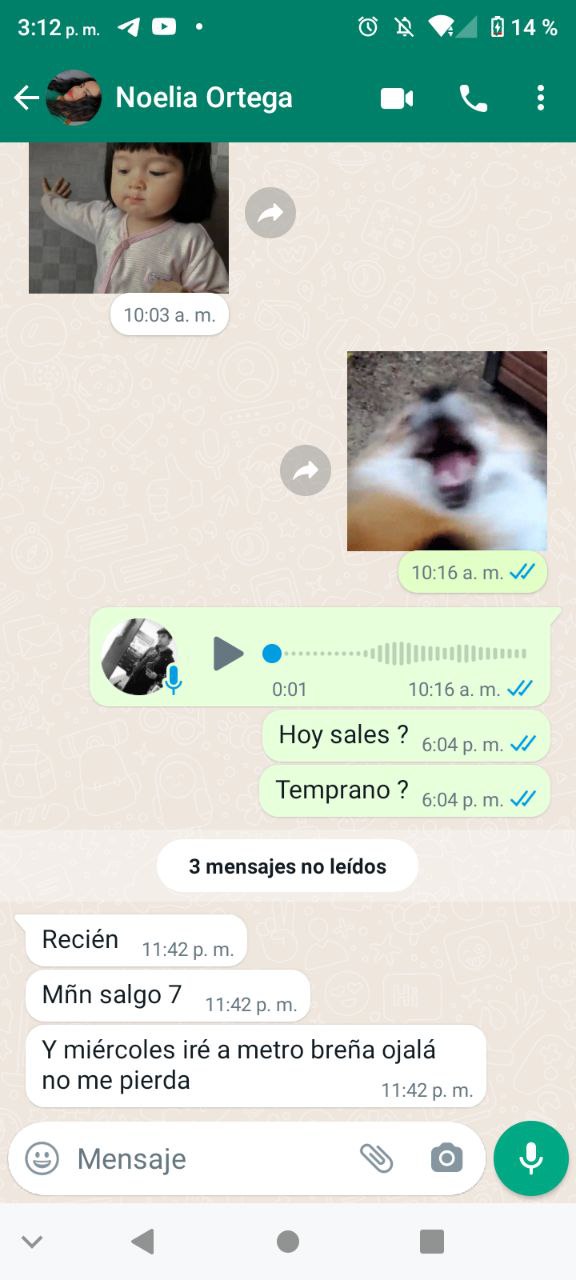 3:12 p. m.
14 %
Noelia Ortega
10:03 a. m.
10:16 a. m.
0:01
10:16 a. m.
Hoy sales ?
6:04 p. m.
Temprano ?
6:04 p. m.
3 mensajes no leídos
Recién
11:42 p. m.
Mñn salgo 7
11:42 p. m.
Y miércoles iré a metro breña ojalá
no me pierda
11:42 p. m.
Mensaje